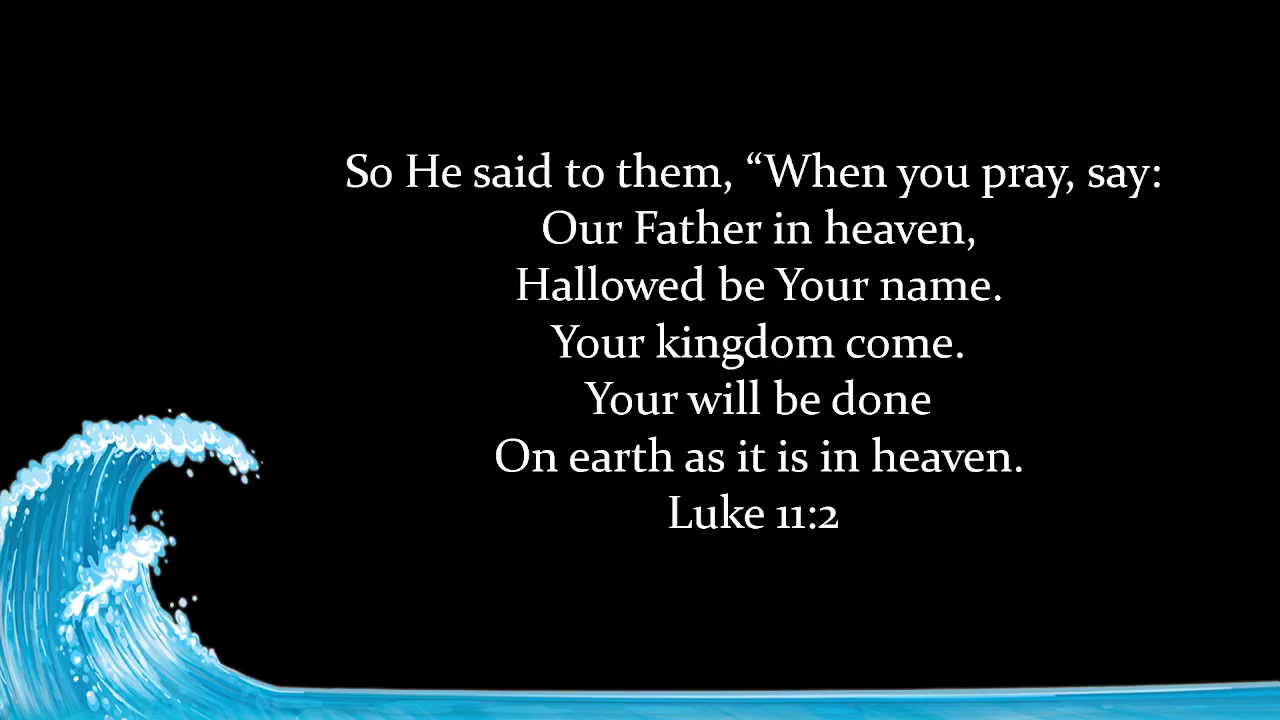 So He said to them, “When you pray, say:
Our Father in heaven,
Hallowed be Your name.
Your kingdom come.
Your will be done
On earth as it is in heaven.
Luke 11:2